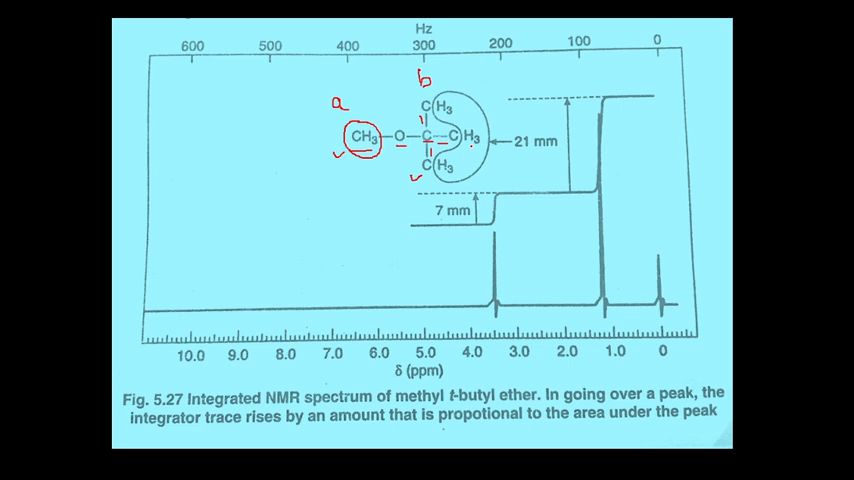 Hz
600 500 400 300 200 100 0
b
a
CH3
CH3—O—C—CH3
CH3
21 mm
7 mm
10.0 9.0 8.0 7.0 6.0 5.0 4.0 3.0 2.0 1.0 0
δ (ppm)
Fig. 5.27 Integrated NMR spectrum of methyl t-butyl ether. In going over a peak, the
integrator trace rises by an amount that is propotional to the area under the peak